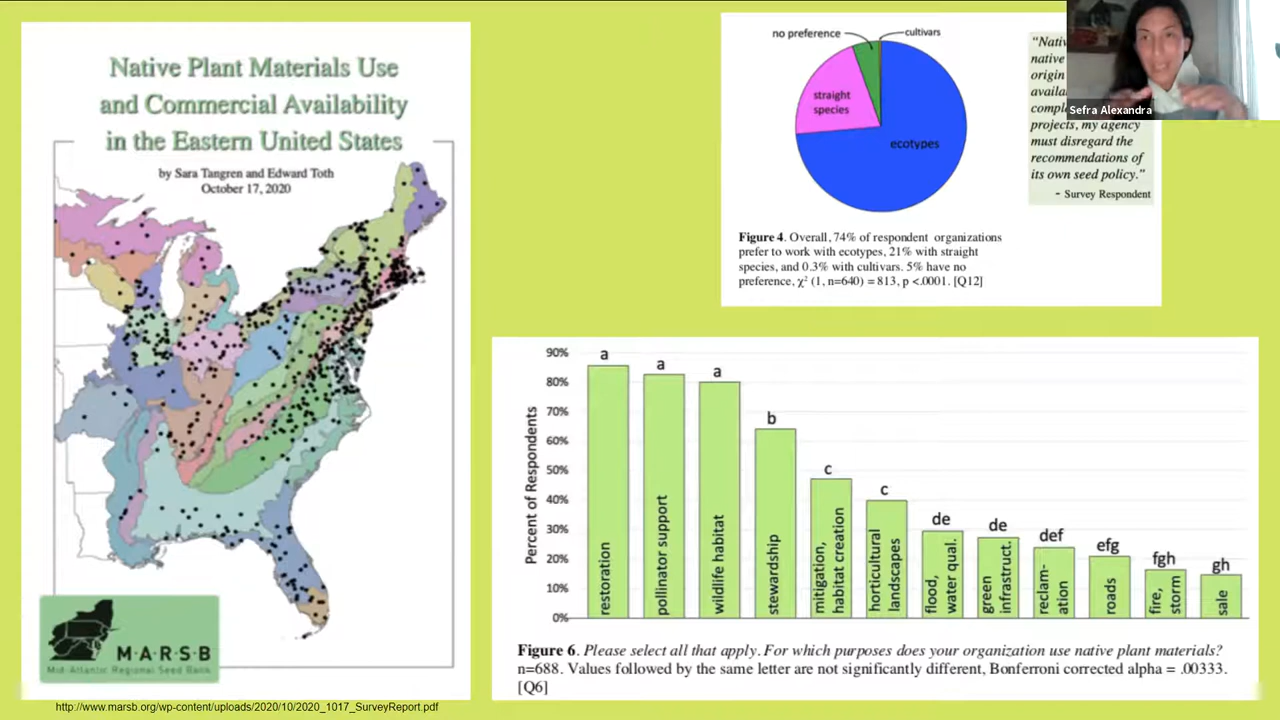 Native Plant Materials Use
and Commercial Availability
in the Eastern United States
by Sara Tangren and Edward Toth
October 17, 2020
M·A·R·S·B
Mid-Atlantic Regional Seed Bank
http://www.marsb.org/wp-content/uploads/2020/10/2020_1017_SurveyReport.pdf
no preference
cultivars
straight
species
ecotypes
Figure 4. Overall, 74% of respondent organizations
prefer to work with ecotypes, 21% with straight
species, and 0.3% with cultivars. 5% have no
preference, χ² (1, n=640) = 813, p <.0001. [Q12]
native
origin
projects, my agency
must disregard the
recommendations of
its own seed policy."
- Survey Respondent
Sefra Alexandra
Percent of Respondents
90%
80%
70%
60%
50%
40%
30%
20%
10%
0%
a
a
a
b
c
c
de
de
def
efg
fgh
gh
restoration
pollinator support
wildlife habitat
stewardship
mitigation,
habitat creation
horticultural
landscapes
flood,
water qual.
green
infrastruct.
reclam-
ation
roads
fire,
storm
sale
Figure 6. Please select all that apply. For which purposes does your organization use native plant materials?
n=688. Values followed by the same letter are not significantly different, Bonferroni corrected alpha = .00333.
[Q6]